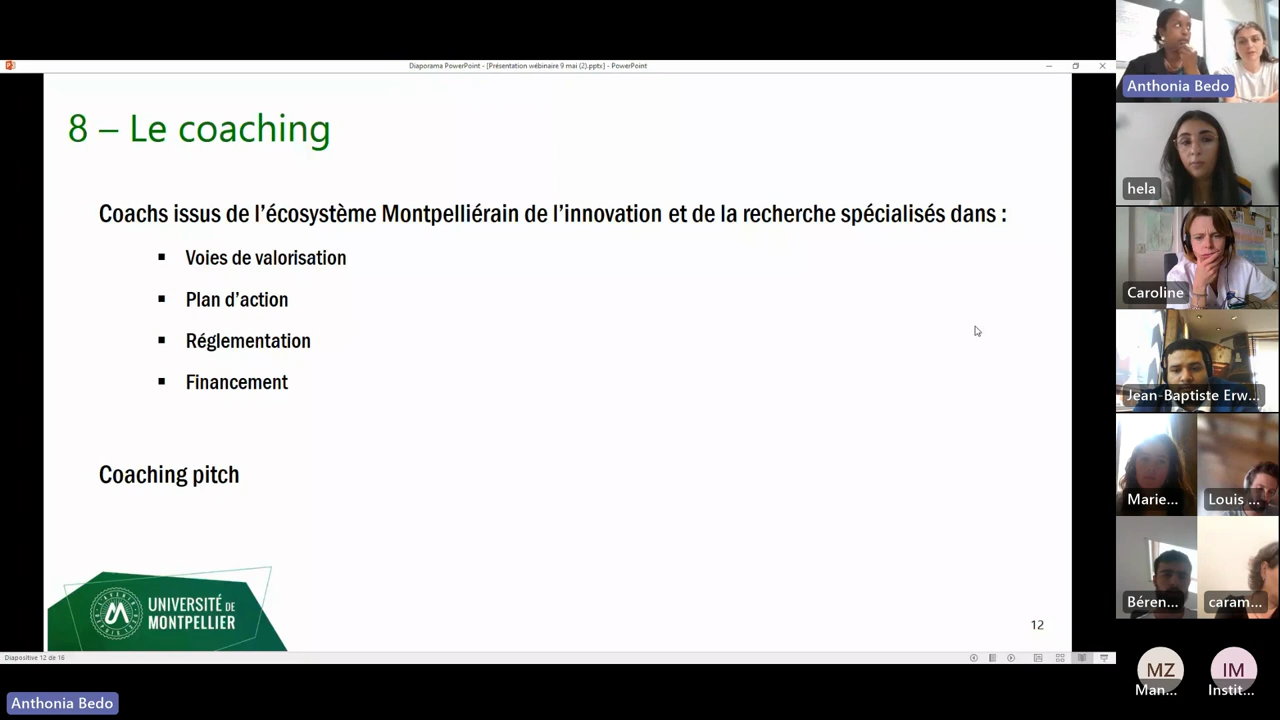 Diaporama PowerPoint - [Présentation wébinaire 9 mai (2).pptx] - PowerPoint
8 – Le coaching
Coachs issus de l'écosystème Montpelliérain de l'innovation et de la recherche spécialisés dans :
▪ Voies de valorisation
▪ Plan d'action
▪ Réglementation
▪ Financement
Coaching pitch
UNIVERSITÉ DE
MONTPELLIER
12
Diapositive 12 de 16
Anthonia Bedo
Anthonia Bedo
hela
Caroline
Jean-Baptiste Erw...
Marie...
Louis ...
Béren...
caram...
MZ
IM
Man...
Instit...